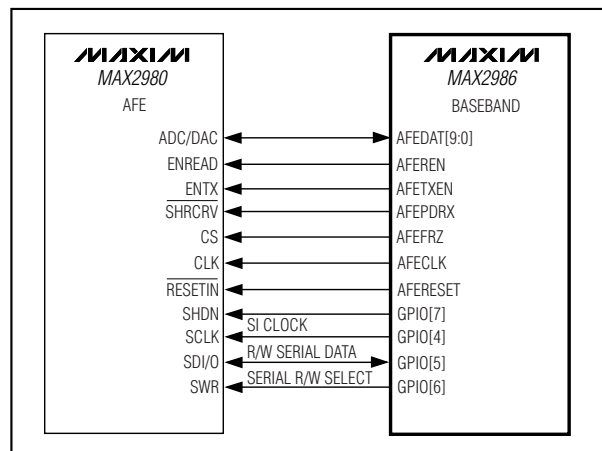 MAXIM MAXIM
MAX2980 MAX2986
AFE BASEBAND
ADC/DAC AFEDAT[9:0]
ENREAD AFEREN
ENTX AFETXEN
SHRCRV AFEPDRX
CS AFEFRZ
CLK AFECLK
RESETIN AFERESET
SHDN GPIO[7]
SCLK SI CLOCK GPIO[4]
SDI/O R/W SERIAL DATA GPIO[5]
SWR SERIAL R/W SELECT GPIO[6]